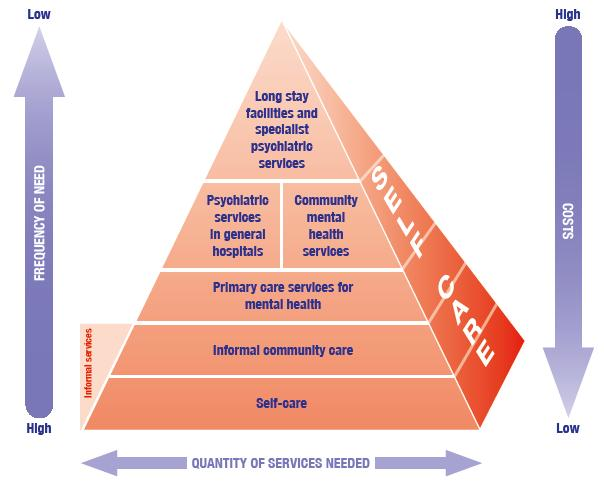 Low
High
Long stay
facilities and
specialist
psychiatric
services
Psychiatric
services
in general
hospitals
Community
mental
health
services
Primary care services for
mental health
Informal community care
Self-care
SELF
CARE
Informal services
FREQUENCY OF NEED
COSTS
High
Low
QUANTITY OF SERVICES NEEDED